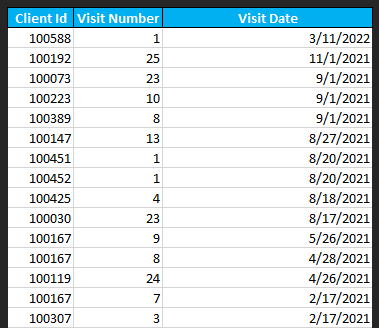 Client Id Visit Number Visit Date
100588 1 3/11/2022
100192 25 11/1/2021
100073 23 9/1/2021
100223 10 9/1/2021
100389 8 9/1/2021
100147 13 8/27/2021
100451 1 8/20/2021
100452 1 8/20/2021
100425 4 8/18/2021
100030 23 8/17/2021
100167 9 5/26/2021
100167 8 4/28/2021
100119 24 4/26/2021
100167 7 2/17/2021
100307 3 2/17/2021